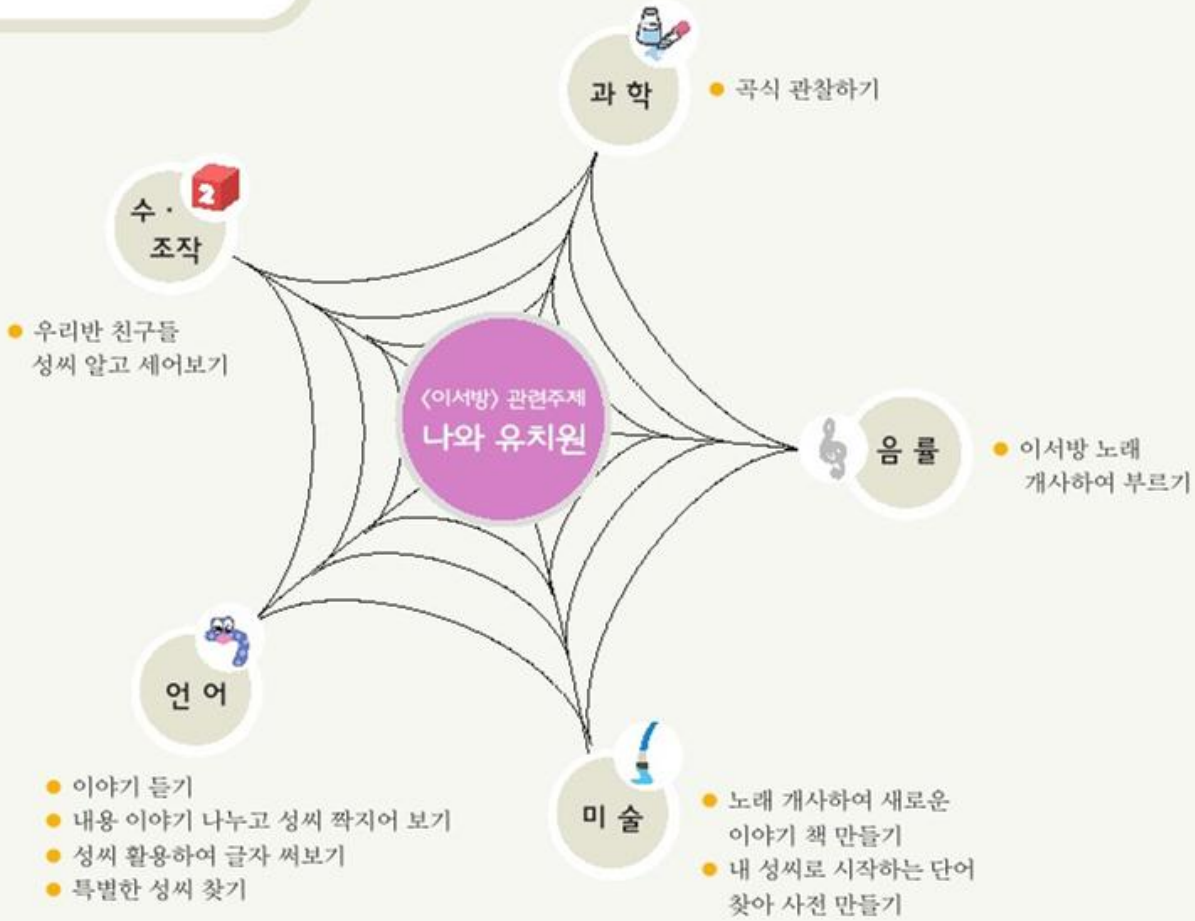 과 학
곡식 관찰하기
수 ·
조작
2
우리반 친구들
성씨 알고 세어보기
<이서방> 관련주제
나와 유치원
음 률
이서방 노래
개사하여 부르기
언 어
이야기 듣기
내용 이야기 나누고 성씨 짝지어 보기
성씨 활용하여 글자 써보기
특별한 성씨 찾기
미 술
노래 개사하여 새로운
이야기 책 만들기
내 성씨로 시작하는 단어
찾아 사전 만들기